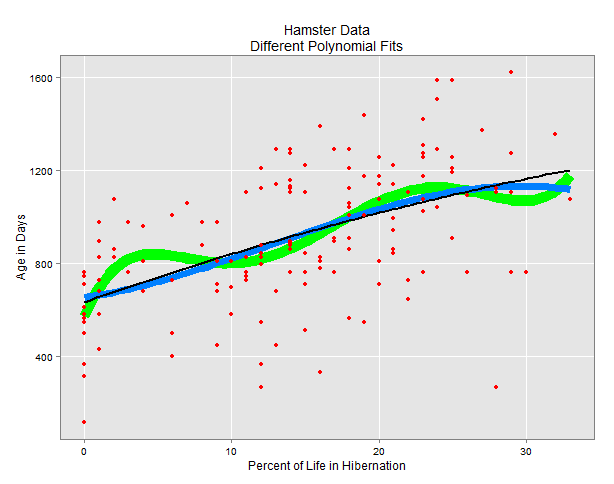 Hamster Data
Different Polynomial Fits
1600
1200
800
400
Age in Days
0 10 20 30
Percent of Life in Hibernation